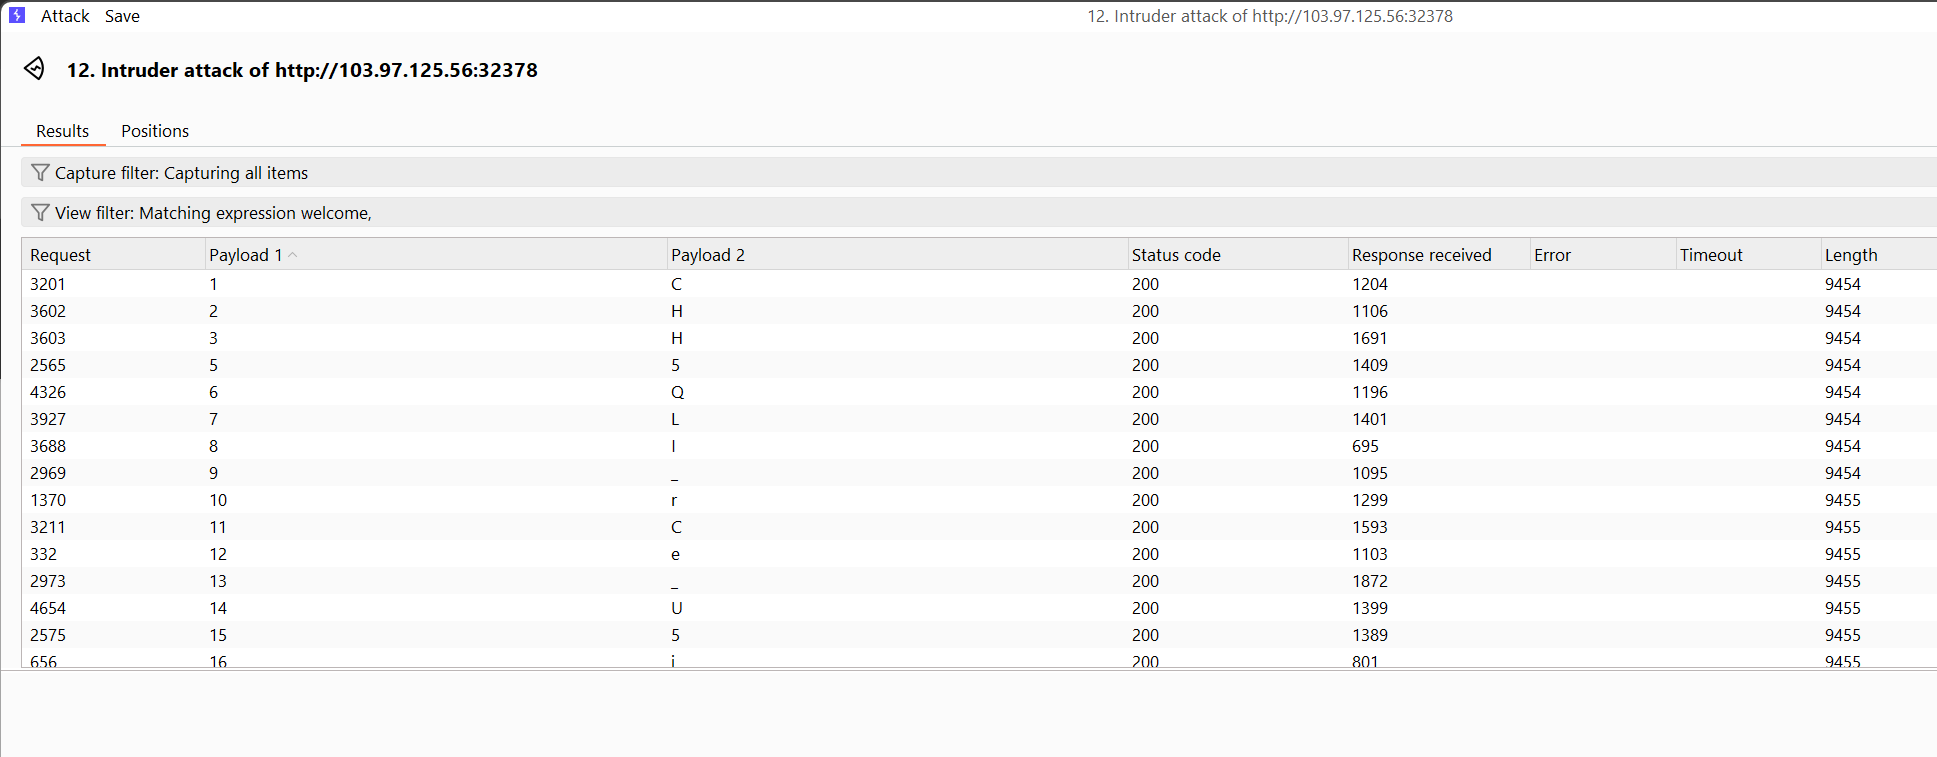 Attack Save 12. Intruder attack of http://103.97.125.56:32378
12. Intruder attack of http://103.97.125.56:32378
Results Positions
Capture filter: Capturing all items
View filter: Matching expression welcome,
Request Payload 1 Payload 2 Status code Response received Error Timeout Length
3201 1 C 200 1204 9454
3602 2 H 200 1106 9454
3603 3 H 200 1691 9454
2565 5 5 200 1409 9454
4326 6 Q 200 1196 9454
3927 7 L 200 1401 9454
3688 8 I 200 695 9454
2969 9 _ 200 1095 9454
1370 10 r 200 1299 9455
3211 11 C 200 1593 9455
332 12 e 200 1103 9455
2973 13 _ 200 1872 9455
4654 14 U 200 1399 9455
2575 15 5 200 1389 9455
656 16 i 200 801 9455